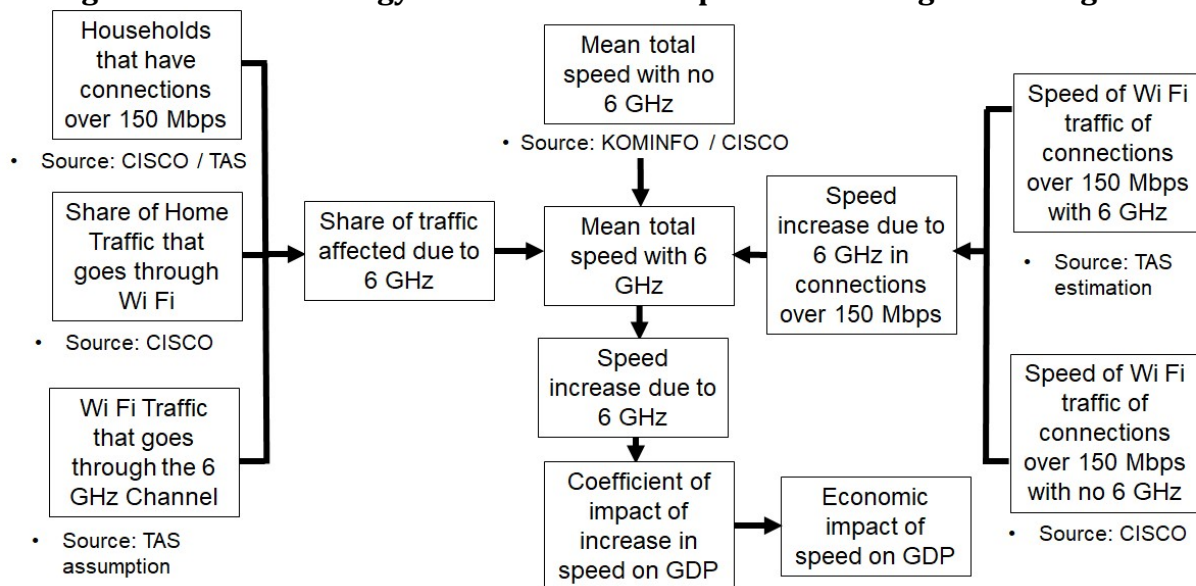 Households
that have
connections
over 150 Mbps
• Source: CISCO / TAS
Share of Home
Traffic that
goes through
Wi Fi
• Source: CISCO
Wi Fi Traffic
that goes
through the 6
GHz Channel
• Source: TAS
assumption
Share of traffic
affected due to
6 GHz
Mean total
speed with no
6 GHz
• Source: KOMINFO / CISCO
Mean total
speed with 6
GHz
Speed
increase due to
6 GHz
Coefficient of
impact of
increase in
speed on GDP
Economic
impact of
speed on GDP
Speed
increase due to
6 GHz in
connections
over 150 Mbps
Speed of Wi Fi
traffic of
connections
over 150 Mbps
with 6 GHz
• Source: TAS
estimation
Speed of Wi Fi
traffic of
connections
over 150 Mbps
with no 6 GHz
• Source: CISCO